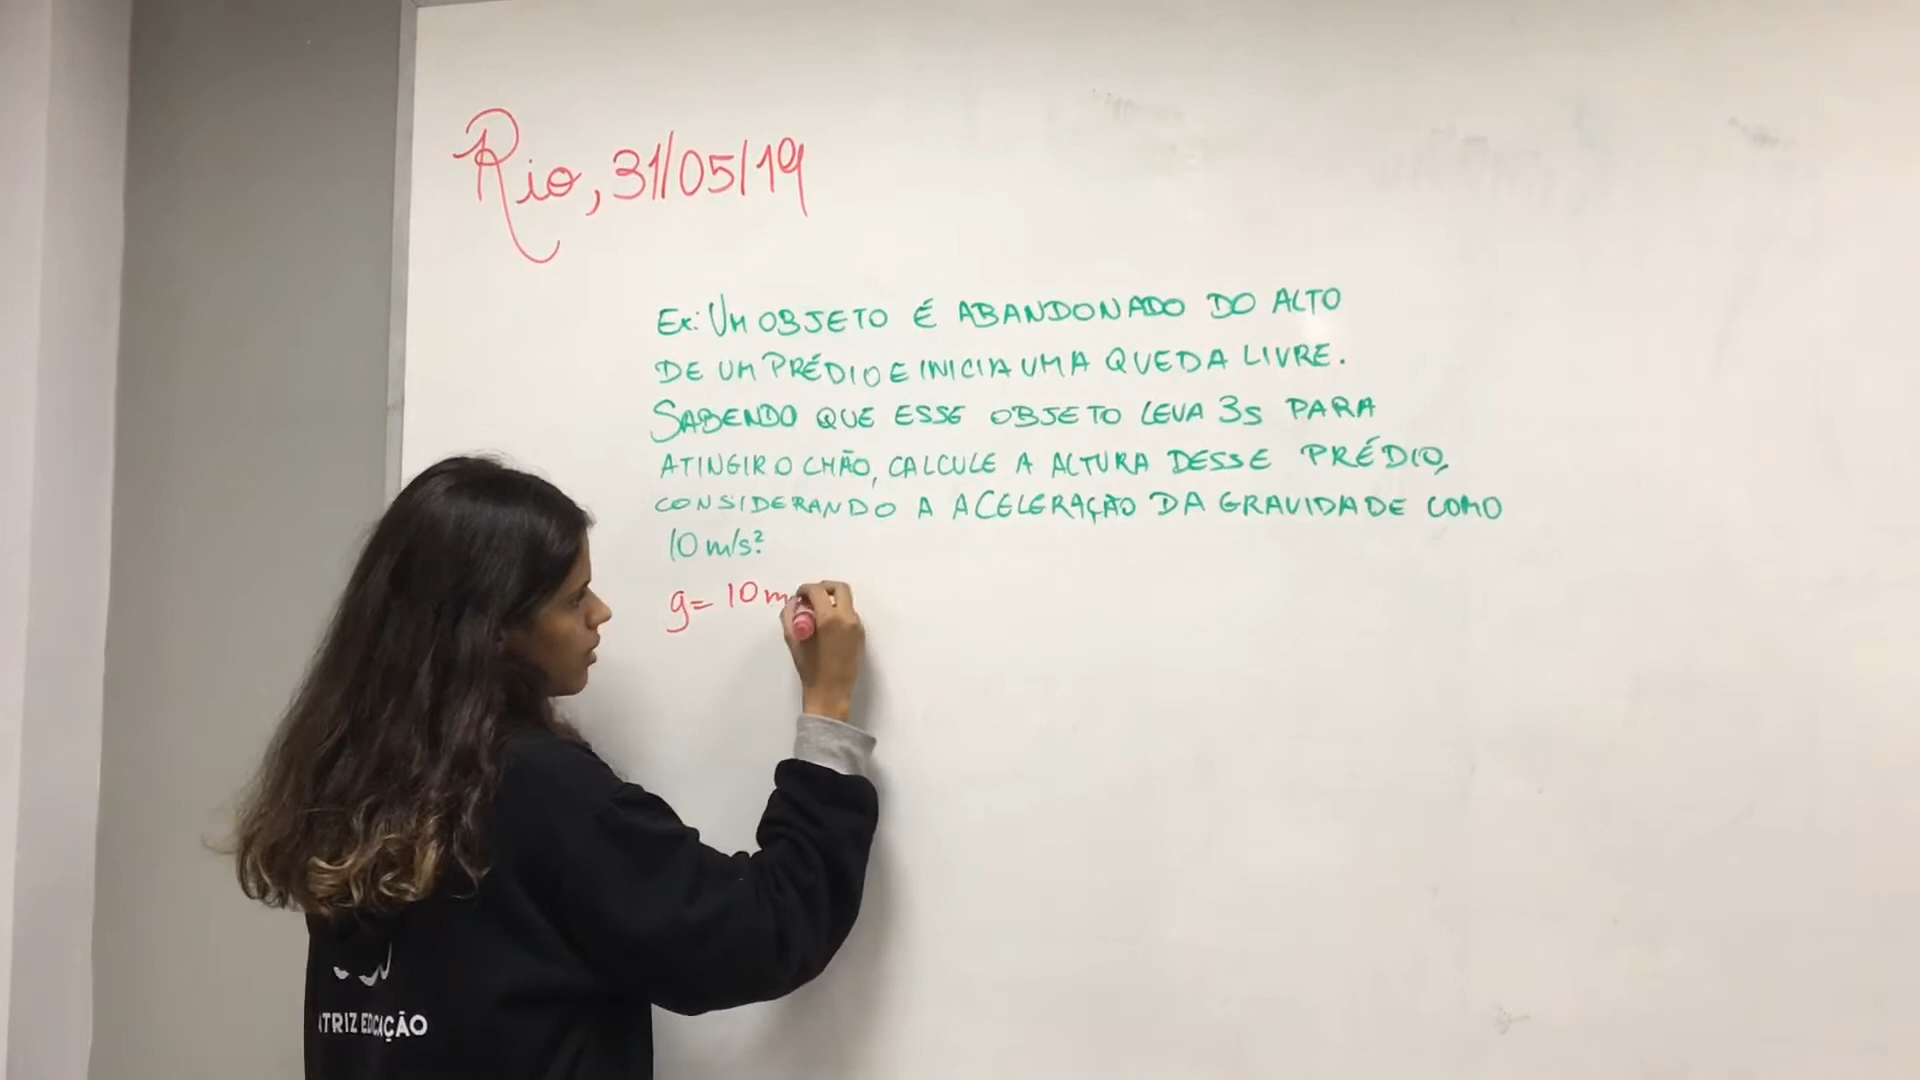 Rio, 31/05/19
Ex: UM OBJETO É ABANDONADO DO ALTO
DE UM PRÉDIO E INICIA UMA QUEDA LIVRE.
SABENDO QUE ESSE OBJETO LEVA 3s PARA
ATINGIR O CHÃO, CALCULE A ALTURA DESSE PRÉDIO,
CONSIDERANDO A ACELERAÇÃO DA GRAVIDADE COMO
10 m/s².
g= 10 m
ATRIZ EDUCAÇÃO